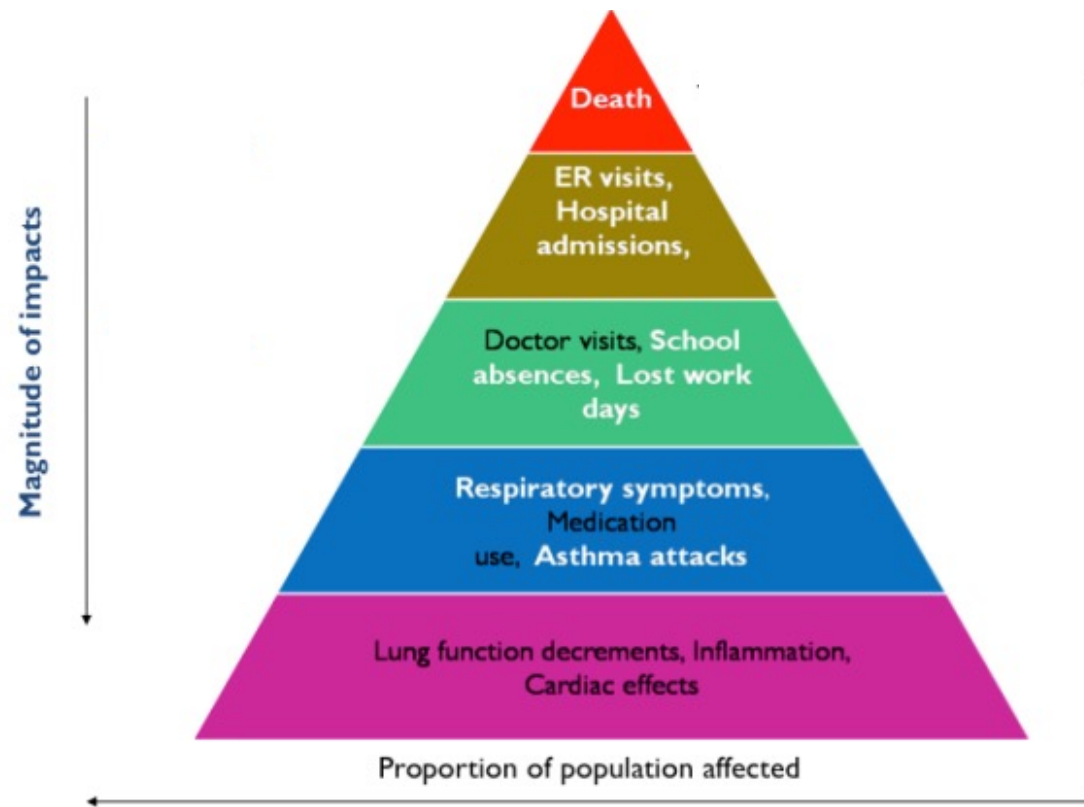 Death
ER visits,
Hospital
admissions,
Doctor visits, School
absences, Lost work
days
Respiratory symptoms,
Medication
use, Asthma attacks
Lung function decrements, Inflammation,
Cardiac effects
Magnitude of impacts
Proportion of population affected